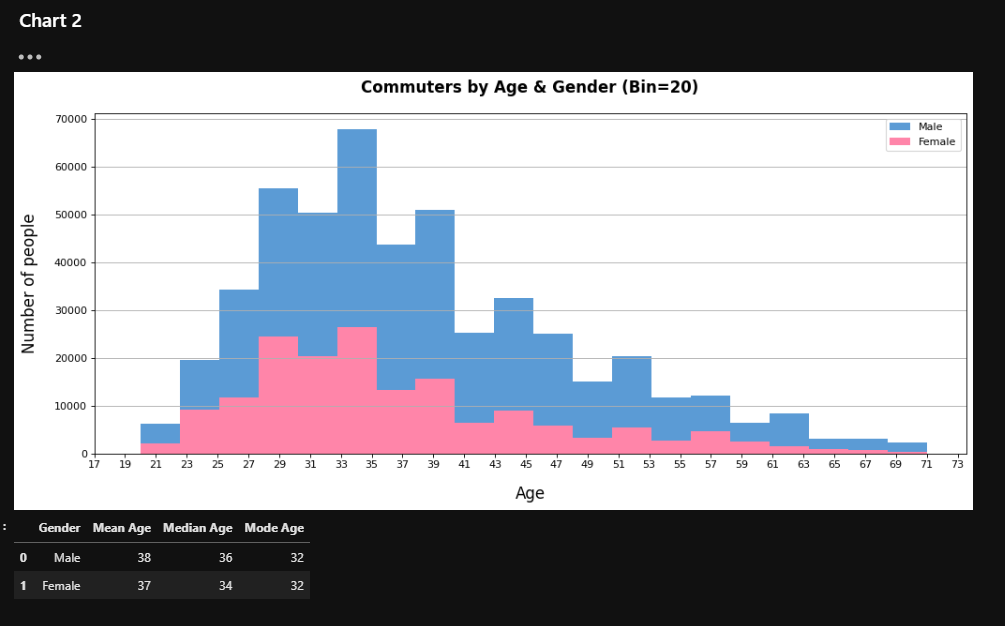 Chart 2
Commuters by Age & Gender (Bin=20)
Male
Female
70000
60000
50000
40000
30000
20000
10000
0
Number of people
17 19 21 23 25 27 29 31 33 35 37 39 41 43 45 47 49 51 53 55 57 59 61 63 65 67 69 71 73
Age
: Gender Mean Age Median Age Mode Age
0 Male 38 36 32
1 Female 37 34 32